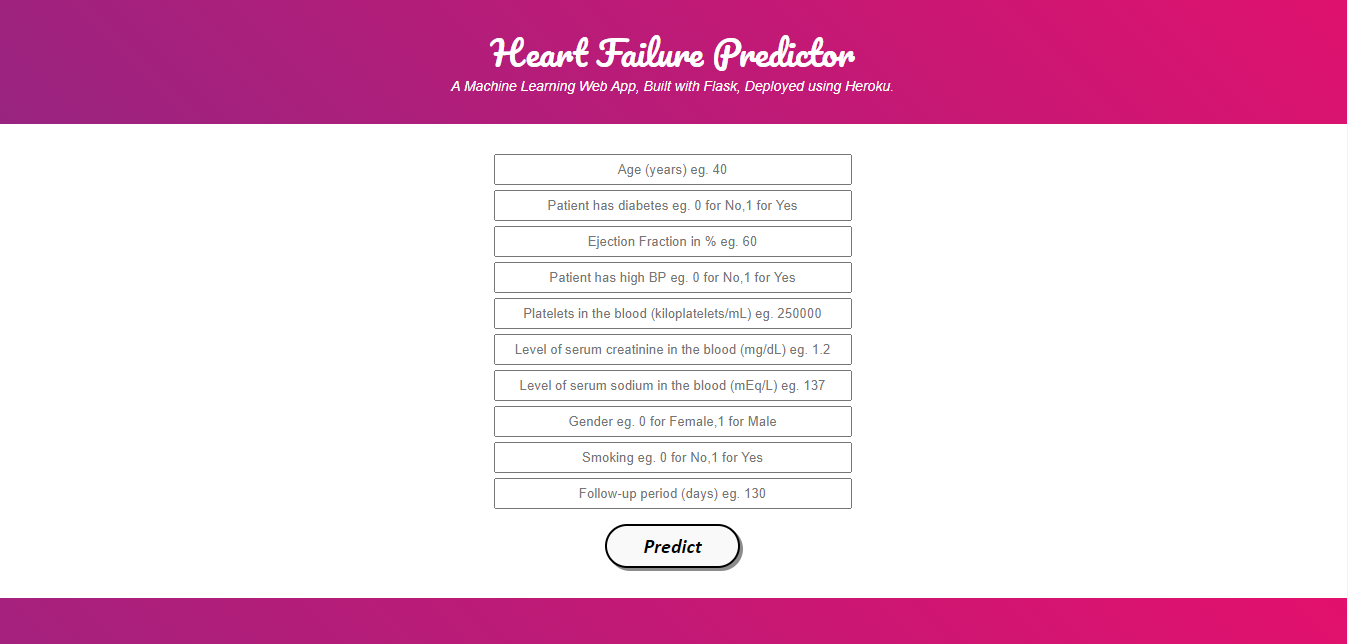 Heart Failure Predictor
A Machine Learning Web App, Built with Flask, Deployed using Heroku.
Age (years) eg. 40
Patient has diabetes eg. 0 for No,1 for Yes
Ejection Fraction in % eg. 60
Patient has high BP eg. 0 for No,1 for Yes
Platelets in the blood (kiloplatelets/mL) eg. 250000
Level of serum creatinine in the blood (mg/dL) eg. 1.2
Level of serum sodium in the blood (mEq/L) eg. 137
Gender eg. 0 for Female,1 for Male
Smoking eg. 0 for No,1 for Yes
Follow-up period (days) eg. 130
Predict